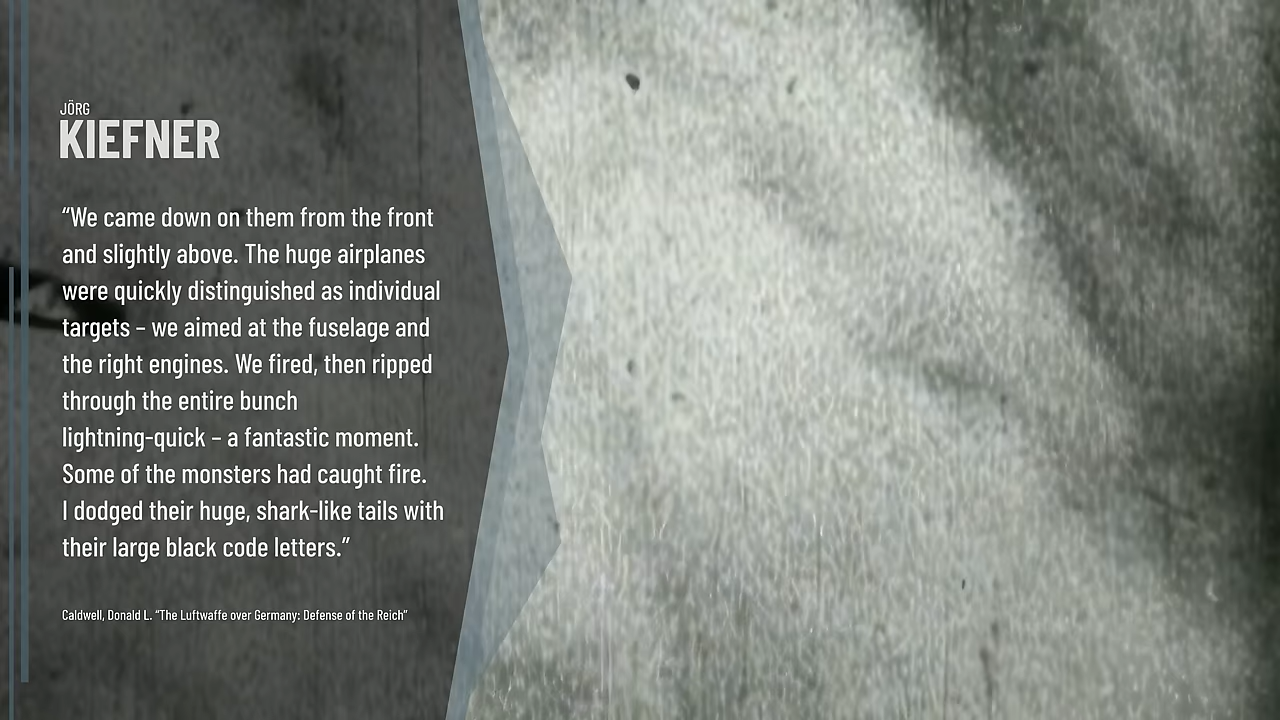 JÖRG
KIEFNER
“We came down on them from the front
and slightly above. The huge airplanes
were quickly distinguished as individual
targets – we aimed at the fuselage and
the right engines. We fired, then ripped
through the entire bunch
lightning-quick – a fantastic moment.
Some of the monsters had caught fire.
I dodged their huge, shark-like tails with
their large black code letters.”
Caldwell, Donald L. “The Luftwaffe over Germany: Defense of the Reich”